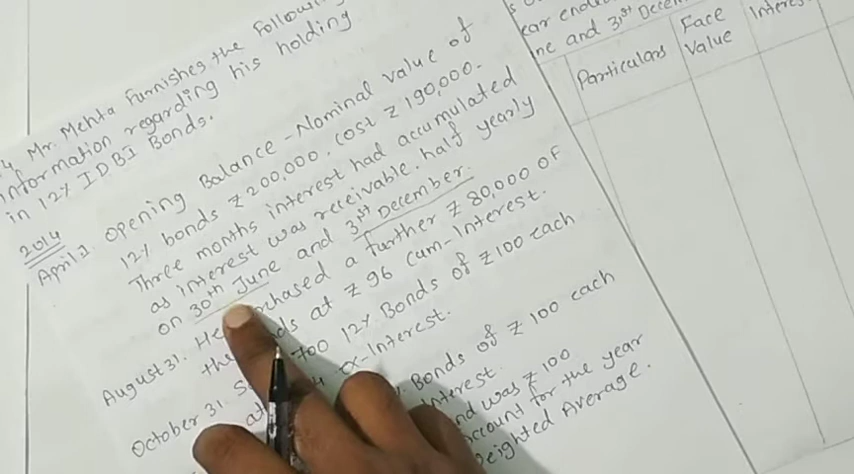 4. Mr. Mehta Furnishes the
Information regarding his holding
in 12% IDBI Bonds.
2014
April 1. Opening Balance - Nominal value of
12% bonds ₹200,000. cost ₹190,000.
Three months interest had accumulated
as interest was receivable half yearly
on 30th June and 31st December.
August 31. He purchased a further ₹80,000 of
the at ₹96 cum-Interest.
October 31. 700 12% Bonds of ₹100 each
at -Interest.
Bonds of ₹100 each
nterest.
was ₹100
ccount for the year
eighted Average.
ear ende
ne and 31st Dece
Particulars
Face
Value
Interes